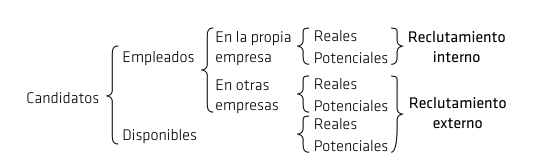 Candidatos
Empleados
En la propia
empresa
Reales
Potenciales
Reclutamiento
interno
En otras
empresas
Reales
Potenciales
Disponibles
Reales
Potenciales
Reclutamiento
externo